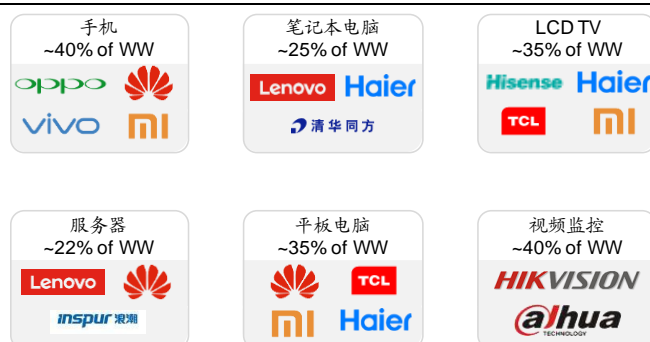 手机
~40% of WW
oppo
vivo
mi
笔记本电脑
~25% of WW
Lenovo Haier
清华同方
LCD TV
~35% of WW
Hisense Haier
TCL mi
服务器
~22% of WW
Lenovo
inspur 浪潮
平板电脑
~35% of WW
TCL
mi Haier
视频监控
~40% of WW
HIKVISION
alhua
TECHNOLOGY